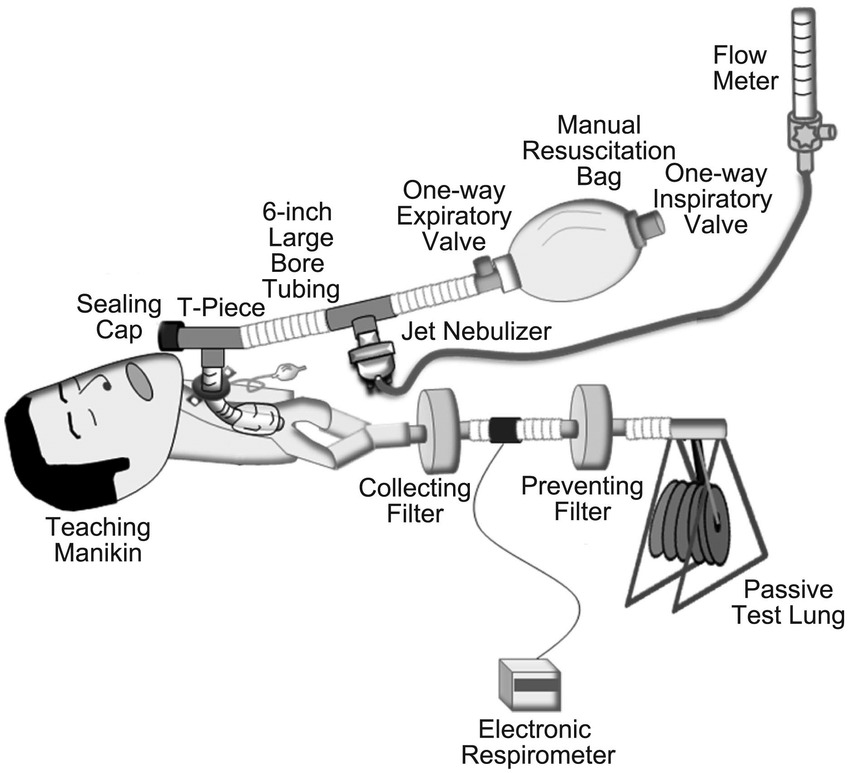 Flow
Meter
Manual
Resuscitation
Bag
One-way
Inspiratory
Valve
One-way
Expiratory
Valve
6-inch
Large
Bore
Tubing
Sealing
Cap
T-Piece
Jet Nebulizer
Collecting
Filter
Preventing
Filter
Teaching
Manikin
Passive
Test Lung
Electronic
Respirometer